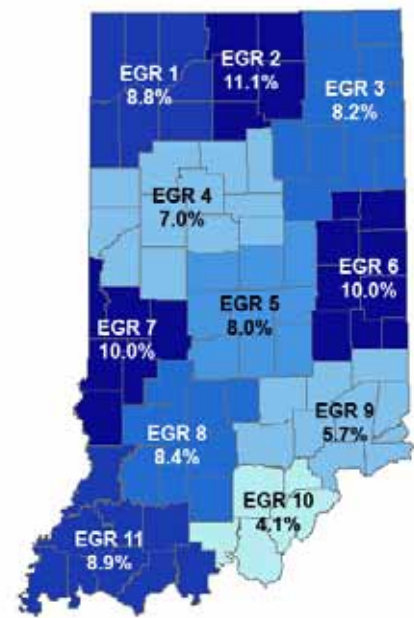 EGR 1
8.8%
EGR 2
11.1%
EGR 3
8.2%
EGR 4
7.0%
EGR 5
8.0%
EGR 6
10.0%
EGR 7
10.0%
EGR 8
8.4%
EGR 9
5.7%
EGR 10
4.1%
EGR 11
8.9%